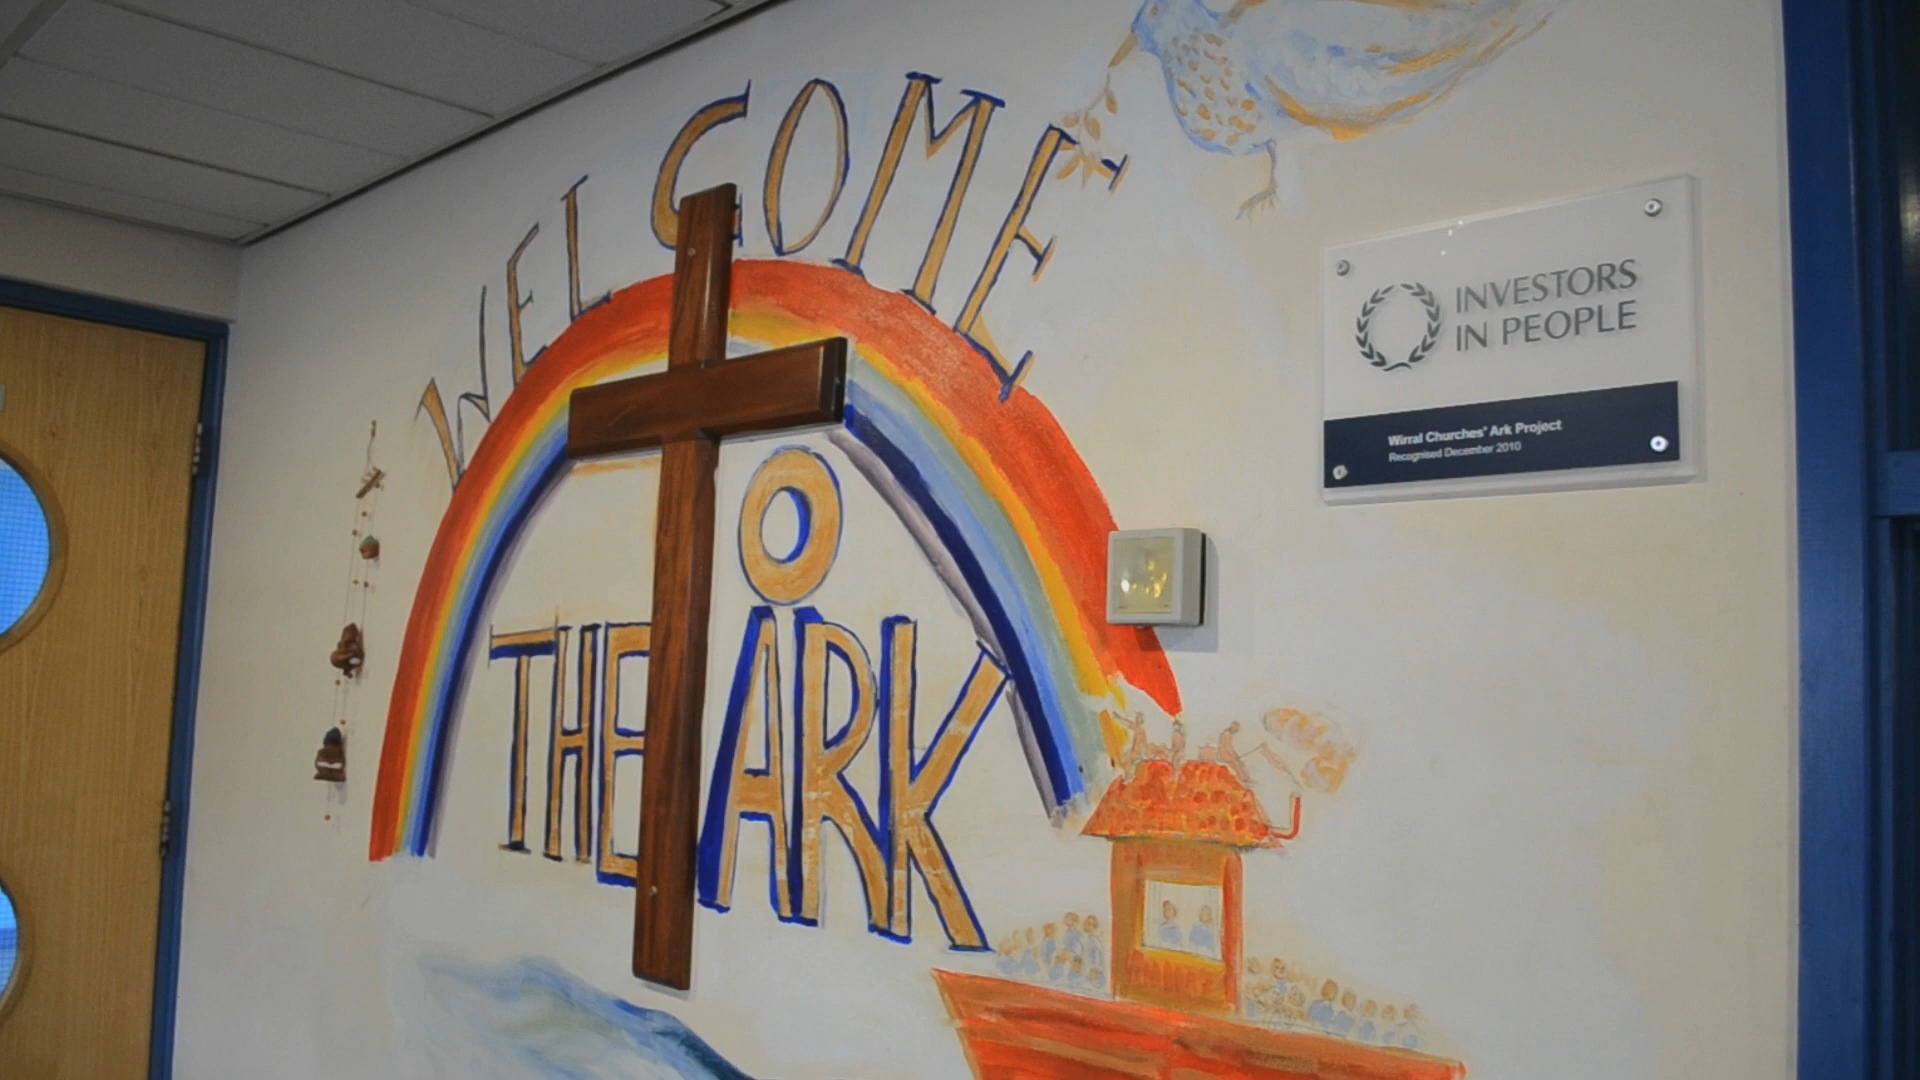 WELCOME
TO
THE ARK
INVESTORS
IN PEOPLE
Wirral Churches' Ark Project
Recognised December 2010